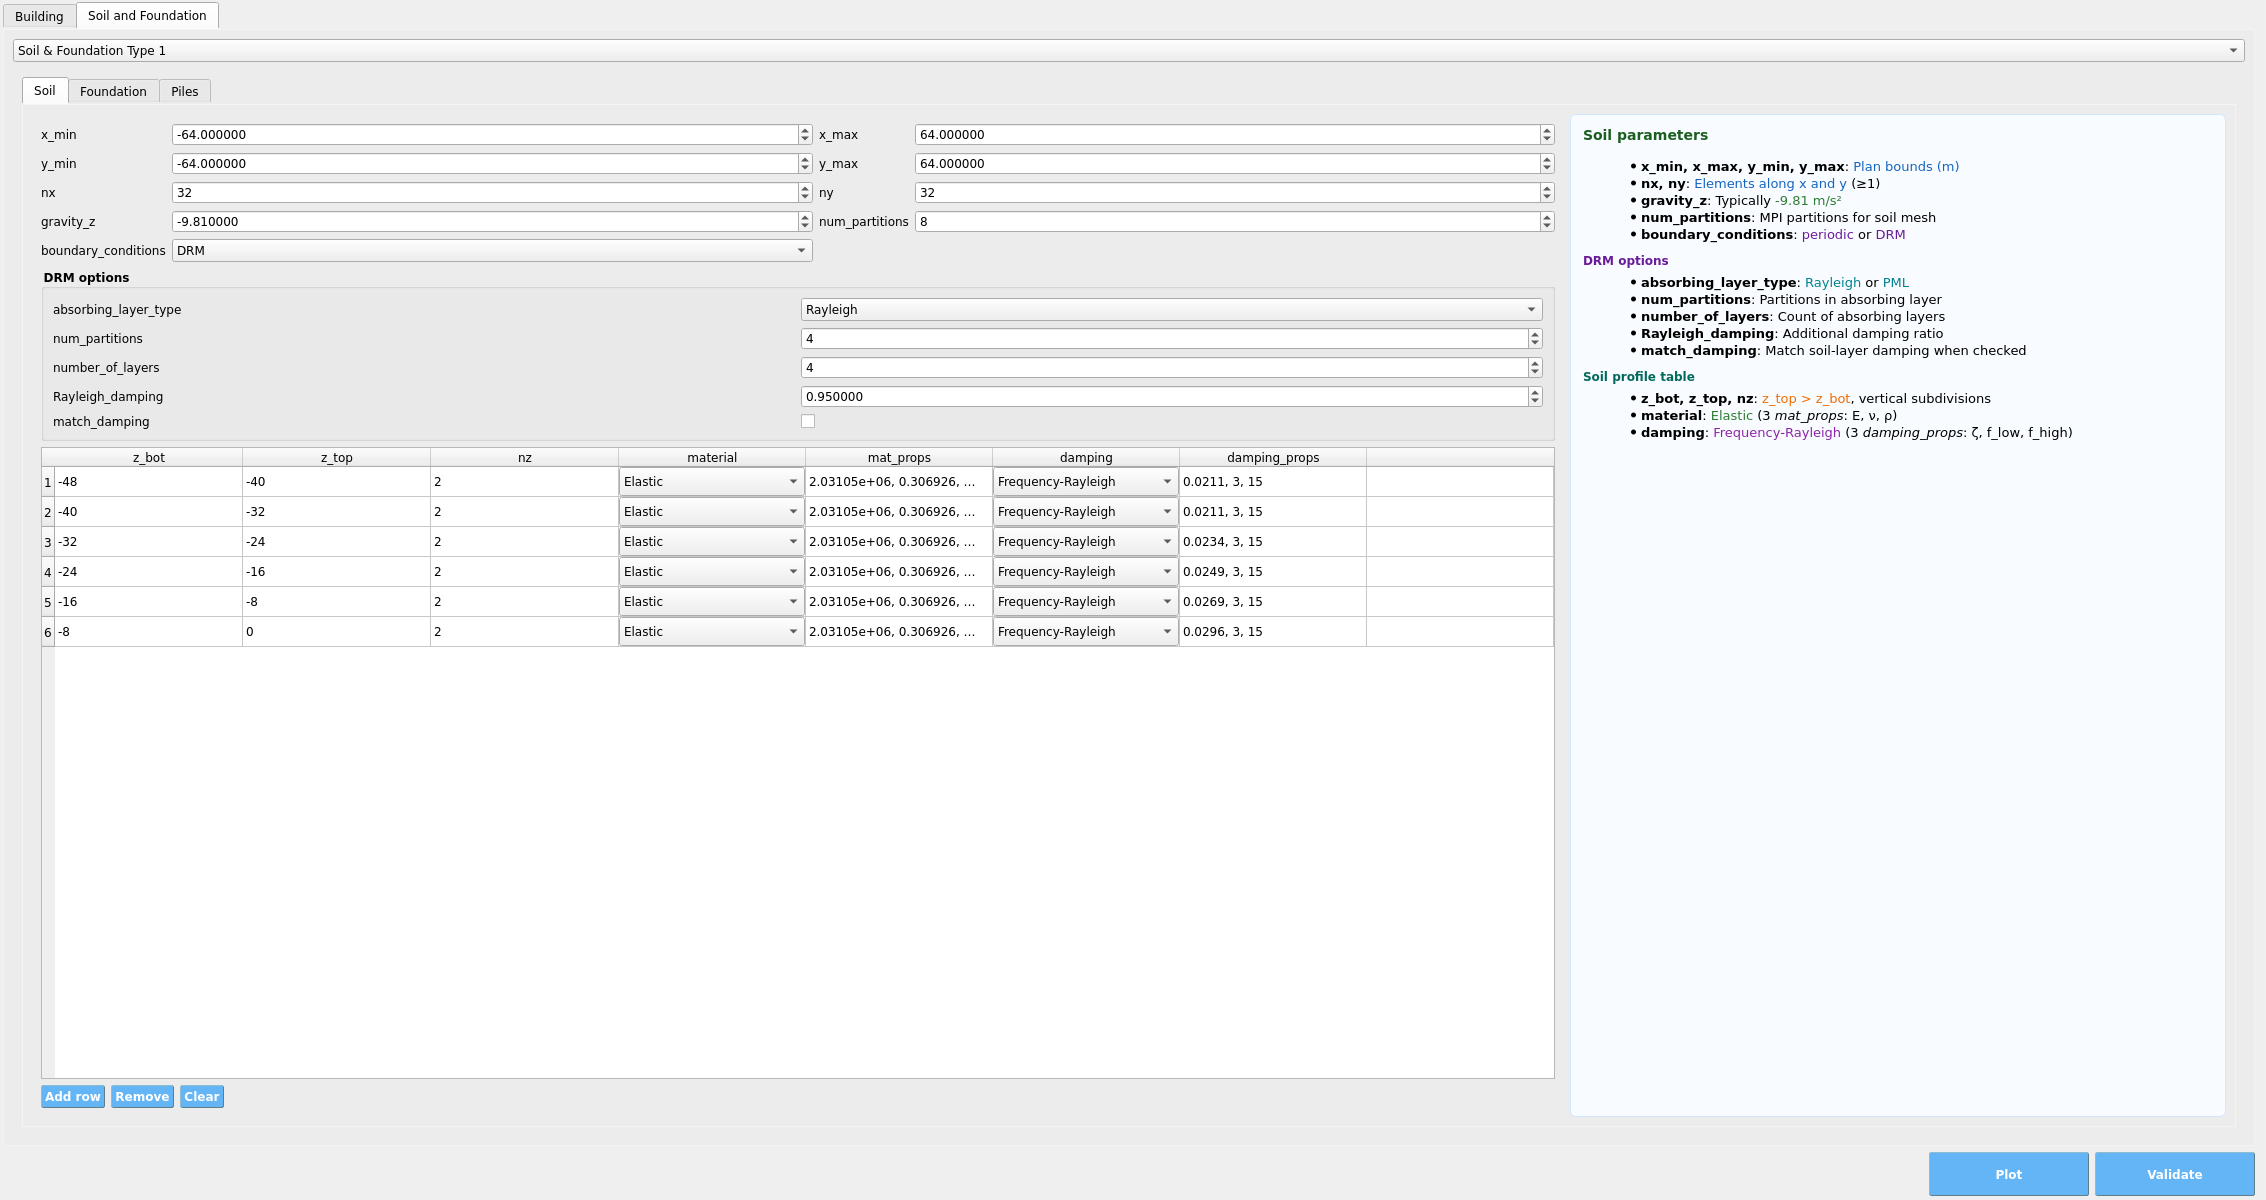 Building Soil and Foundation
Soil & Foundation Type 1
Soil Foundation Piles
x_min -64.000000 x_max 64.000000
y_min -64.000000 y_max 64.000000
nx 32 ny 32
gravity_z -9.810000 num_partitions 8
boundary_conditions DRM
DRM options
absorbing_layer_type Rayleigh
num_partitions 4
number_of_layers 4
Rayleigh_damping 0.950000
match_damping
z_bot z_top nz material mat_props damping damping_props
1 -48 -40 2 Elastic 2.03105e+06, 0.306926, ... Frequency-Rayleigh 0.0211, 3, 15
2 -40 -32 2 Elastic 2.03105e+06, 0.306926, ... Frequency-Rayleigh 0.0211, 3, 15
3 -32 -24 2 Elastic 2.03105e+06, 0.306926, ... Frequency-Rayleigh 0.0234, 3, 15
4 -24 -16 2 Elastic 2.03105e+06, 0.306926, ... Frequency-Rayleigh 0.0249, 3, 15
5 -16 -8 2 Elastic 2.03105e+06, 0.306926, ... Frequency-Rayleigh 0.0269, 3, 15
6 -8 0 2 Elastic 2.03105e+06, 0.306926, ... Frequency-Rayleigh 0.0296, 3, 15
Add row Remove Clear
Soil parameters
• x_min, x_max, y_min, y_max: Plan bounds (m)
• nx, ny: Elements along x and y (≥1)
• gravity_z: Typically -9.81 m/s²
• num_partitions: MPI partitions for soil mesh
• boundary_conditions: periodic or DRM
DRM options
• absorbing_layer_type: Rayleigh or PML
• num_partitions: Partitions in absorbing layer
• number_of_layers: Count of absorbing layers
• Rayleigh_damping: Additional damping ratio
• match_damping: Match soil-layer damping when checked
Soil profile table
• z_bot, z_top, nz: z_top > z_bot, vertical subdivisions
• material: Elastic (3 mat_props: E, ν, ρ)
• damping: Frequency-Rayleigh (3 damping_props: ζ, f_low, f_high)
Plot Validate